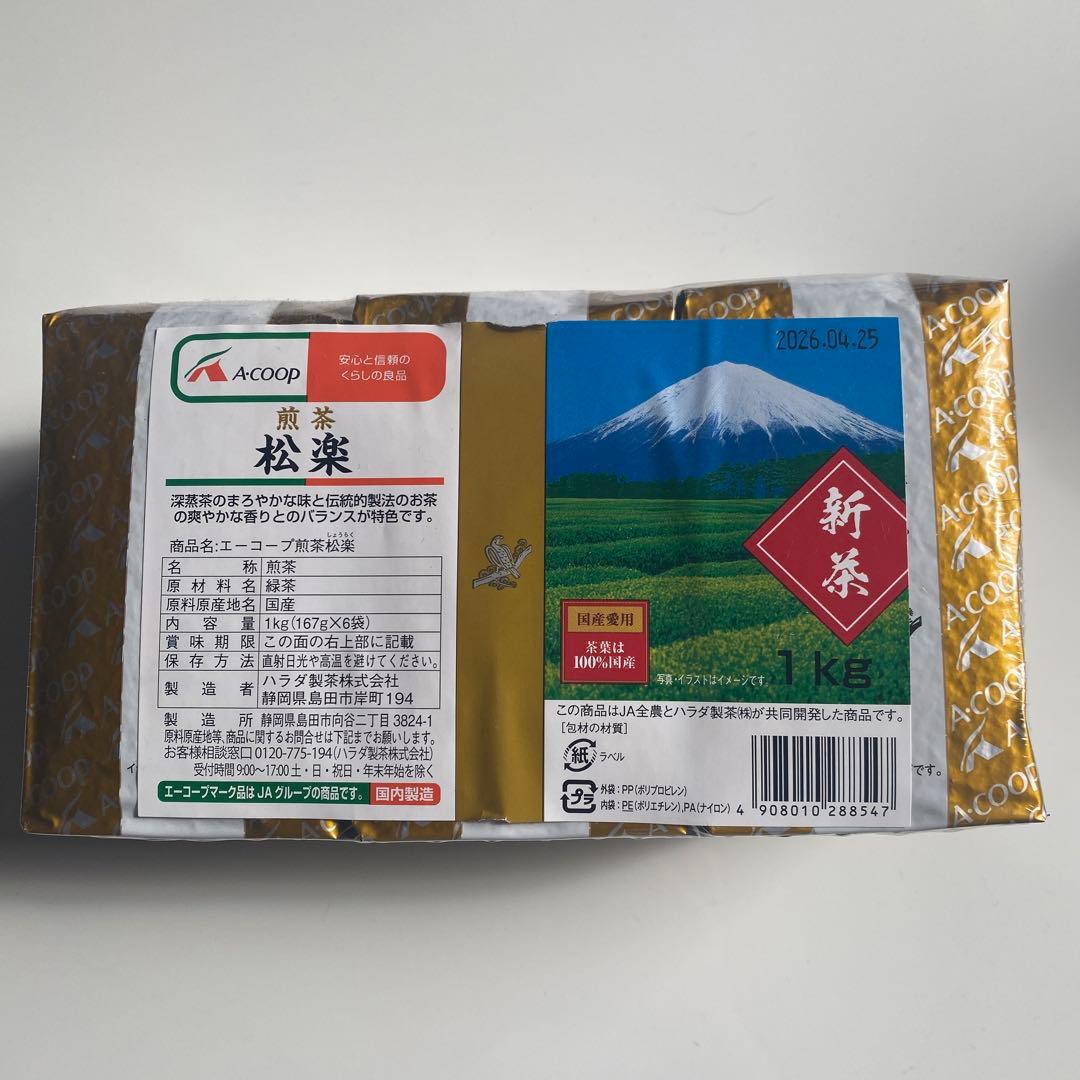 A·COOP
安心と信頼の
くらしの良品
煎茶
松楽
深蒸茶のまろやかな味と伝統的製法のお茶
の爽やかな香りとのバランスが特色です。
商品名:エーコープ煎茶松楽
しょうらく
名称 煎茶
原材料名 緑茶
原料原産地名 国産
内容量 1kg(167g×6袋)
賞味期限 この面の右上部に記載
保存方法 直射日光や高温を避けてください。
製造者 ハラダ製茶株式会社
静岡県島田市岸町194
製造所 静岡県島田市向谷二丁目3824-1
原料原産地等、商品に関するお問合せは下記までお願いします。
お客様相談窓口 0120-775-194(ハラダ製茶株式会社)
受付時間 9:00〜17:00 土・日・祝日・年末年始を除く
エーコープマーク品はJAグループの商品です。 国内製造
2026.04.25
新茶
国産愛用
茶葉は
100%国産
写真・イラストはイメージです。
1kg
この商品はJA全農とハラダ製茶㈱が共同開発した商品です。
[包材の材質]
紙 ラベル
プラ 外袋:PP(ポリプロピレン)
内袋:PE(ポリエチレン),PA(ナイロン)
4 908010 288547
A·COOP
A·COOP
A·COOP
A·COOP
A·COOP
A·COOP
A·COOP
です。